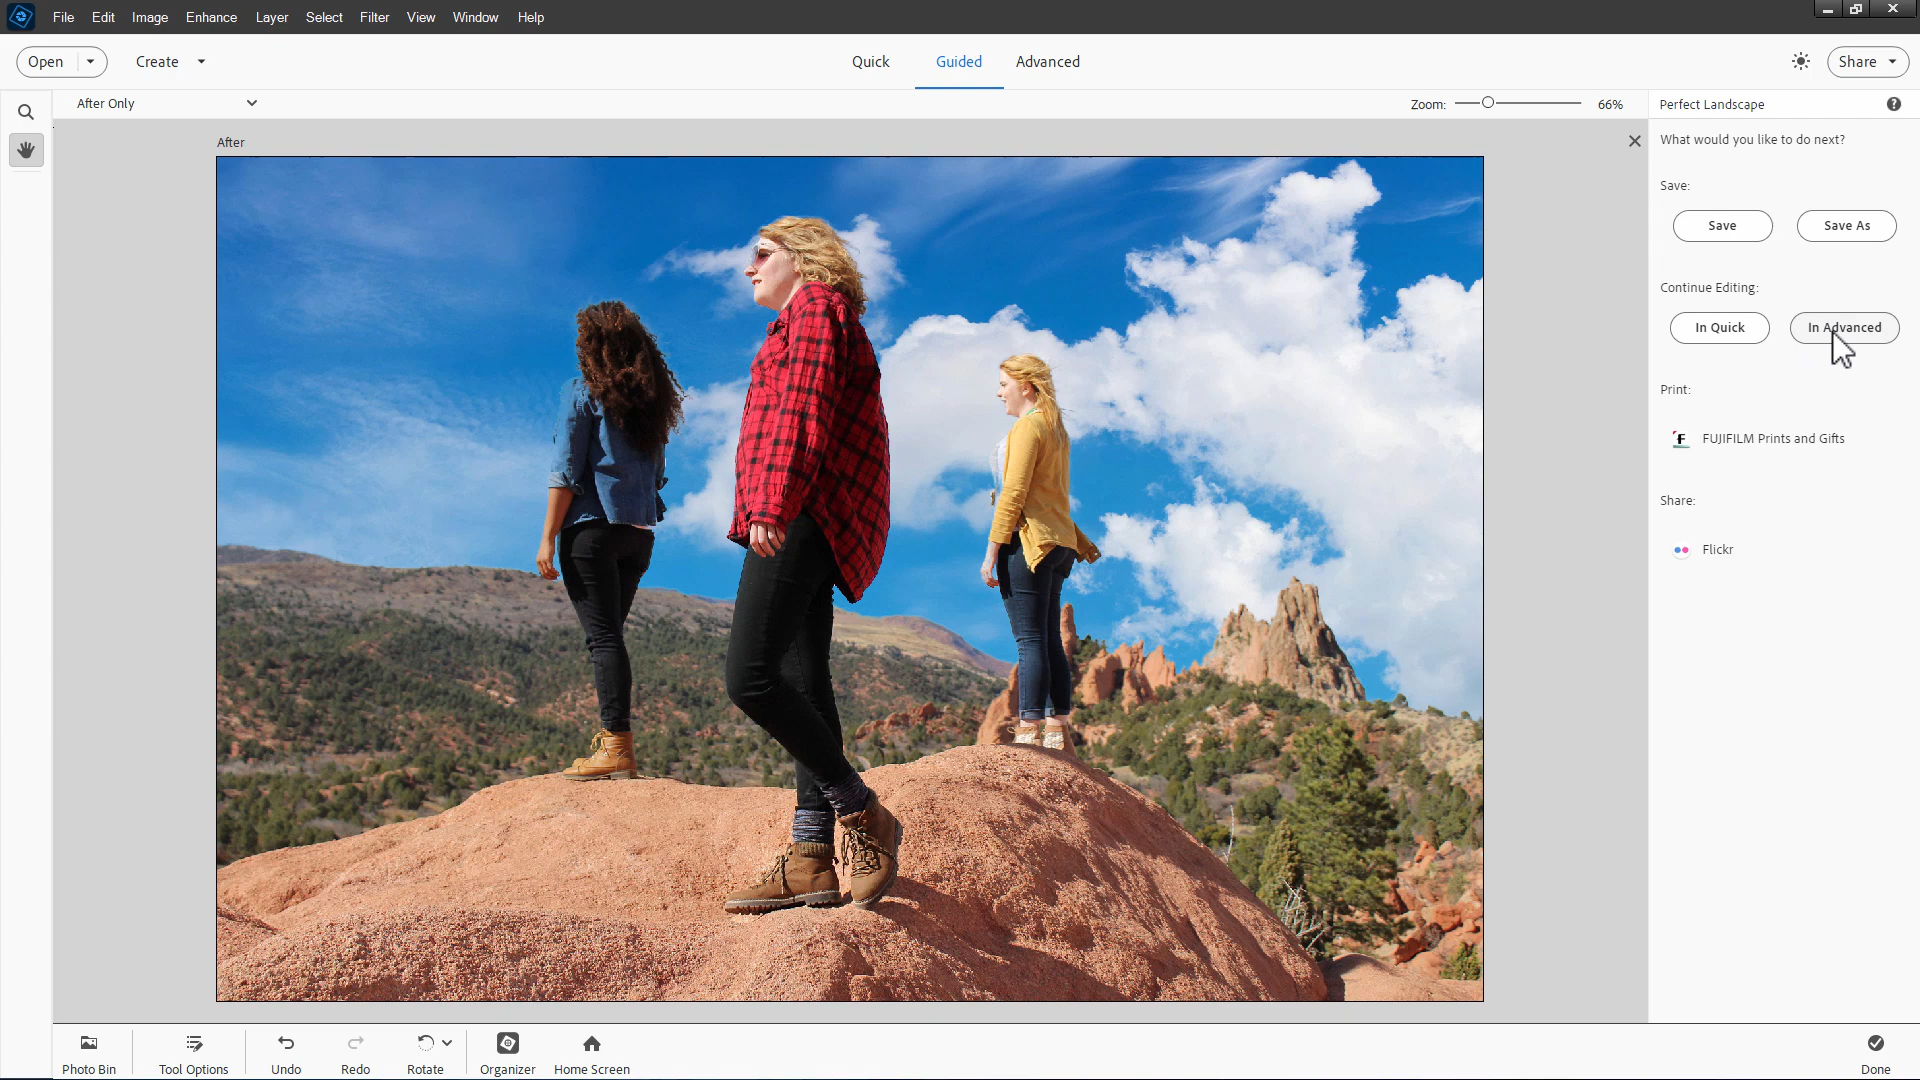 File Edit Image Enhance Layer Select Filter View Window Help
Open Create Quick Guided Advanced Share
After Only Zoom: 66% Perfect Landscape ?
After What would you like to do next?
Save:
Save Save As
Continue Editing:
In Quick In Advanced
Print:
F FUJIFILM Prints and Gifts
Share:
Flickr
Photo Bin Tool Options Undo Redo Rotate Organizer Home Screen Done